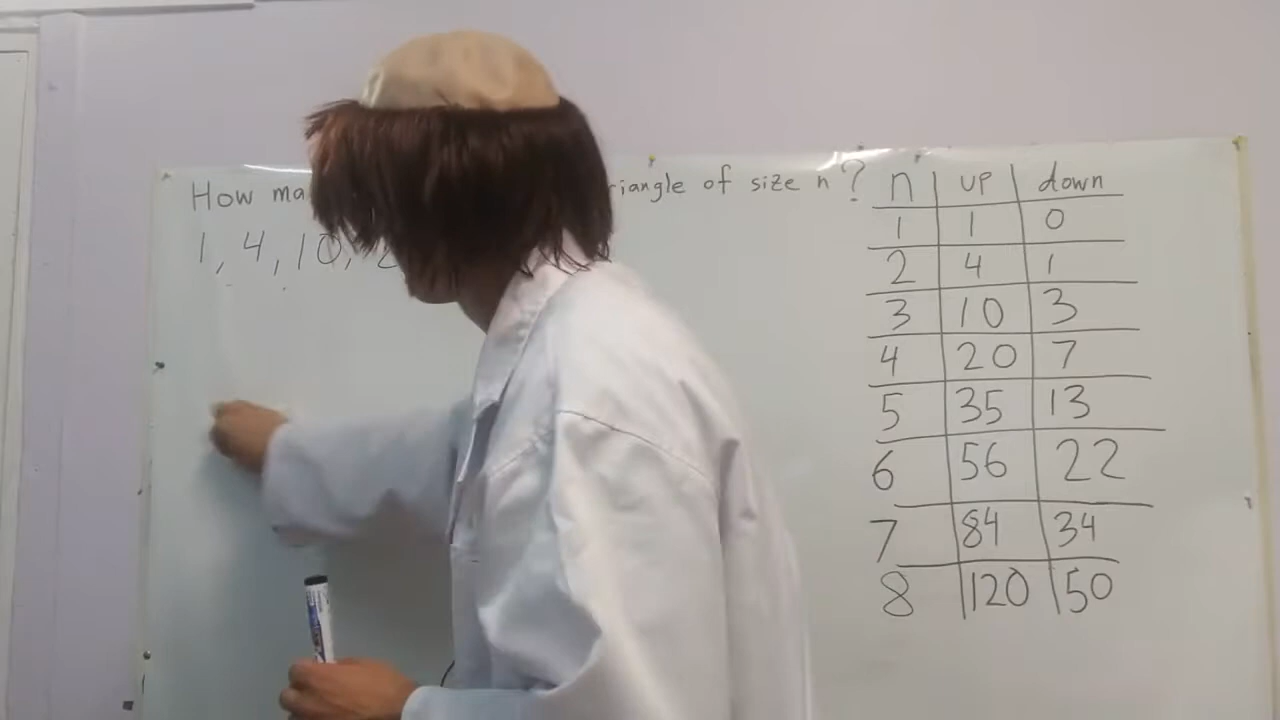 How ma riangle of size n?
1, 4, 10, 2
n up down
1 1 0
2 4 1
3 10 3
4 20 7
5 35 13
6 56 22
7 84 34
8 120 50